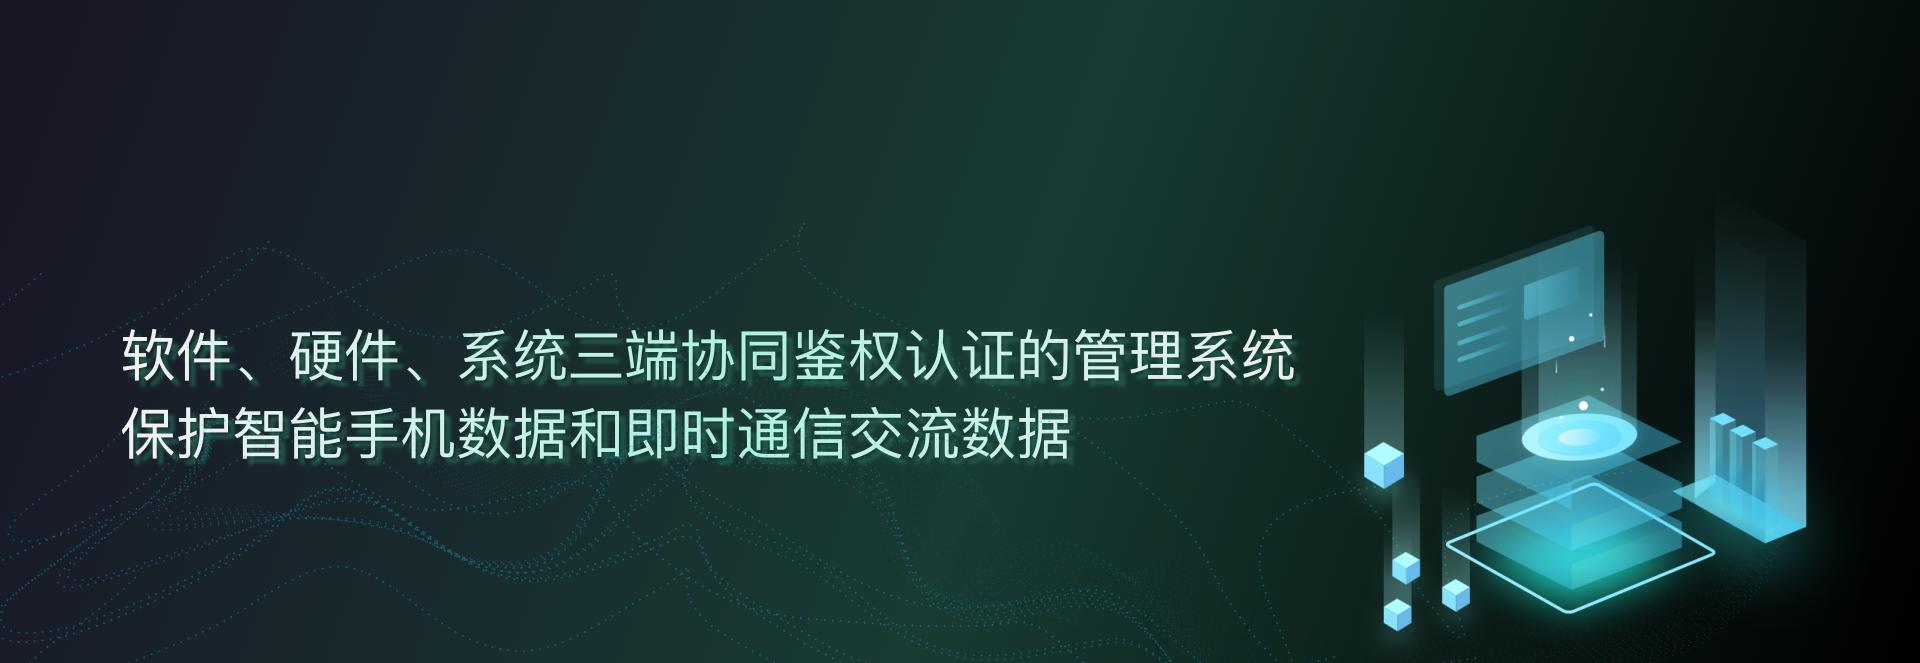 软件、硬件、系统三端协同鉴权认证的管理系统
保护智能手机数据和即时通信交流数据